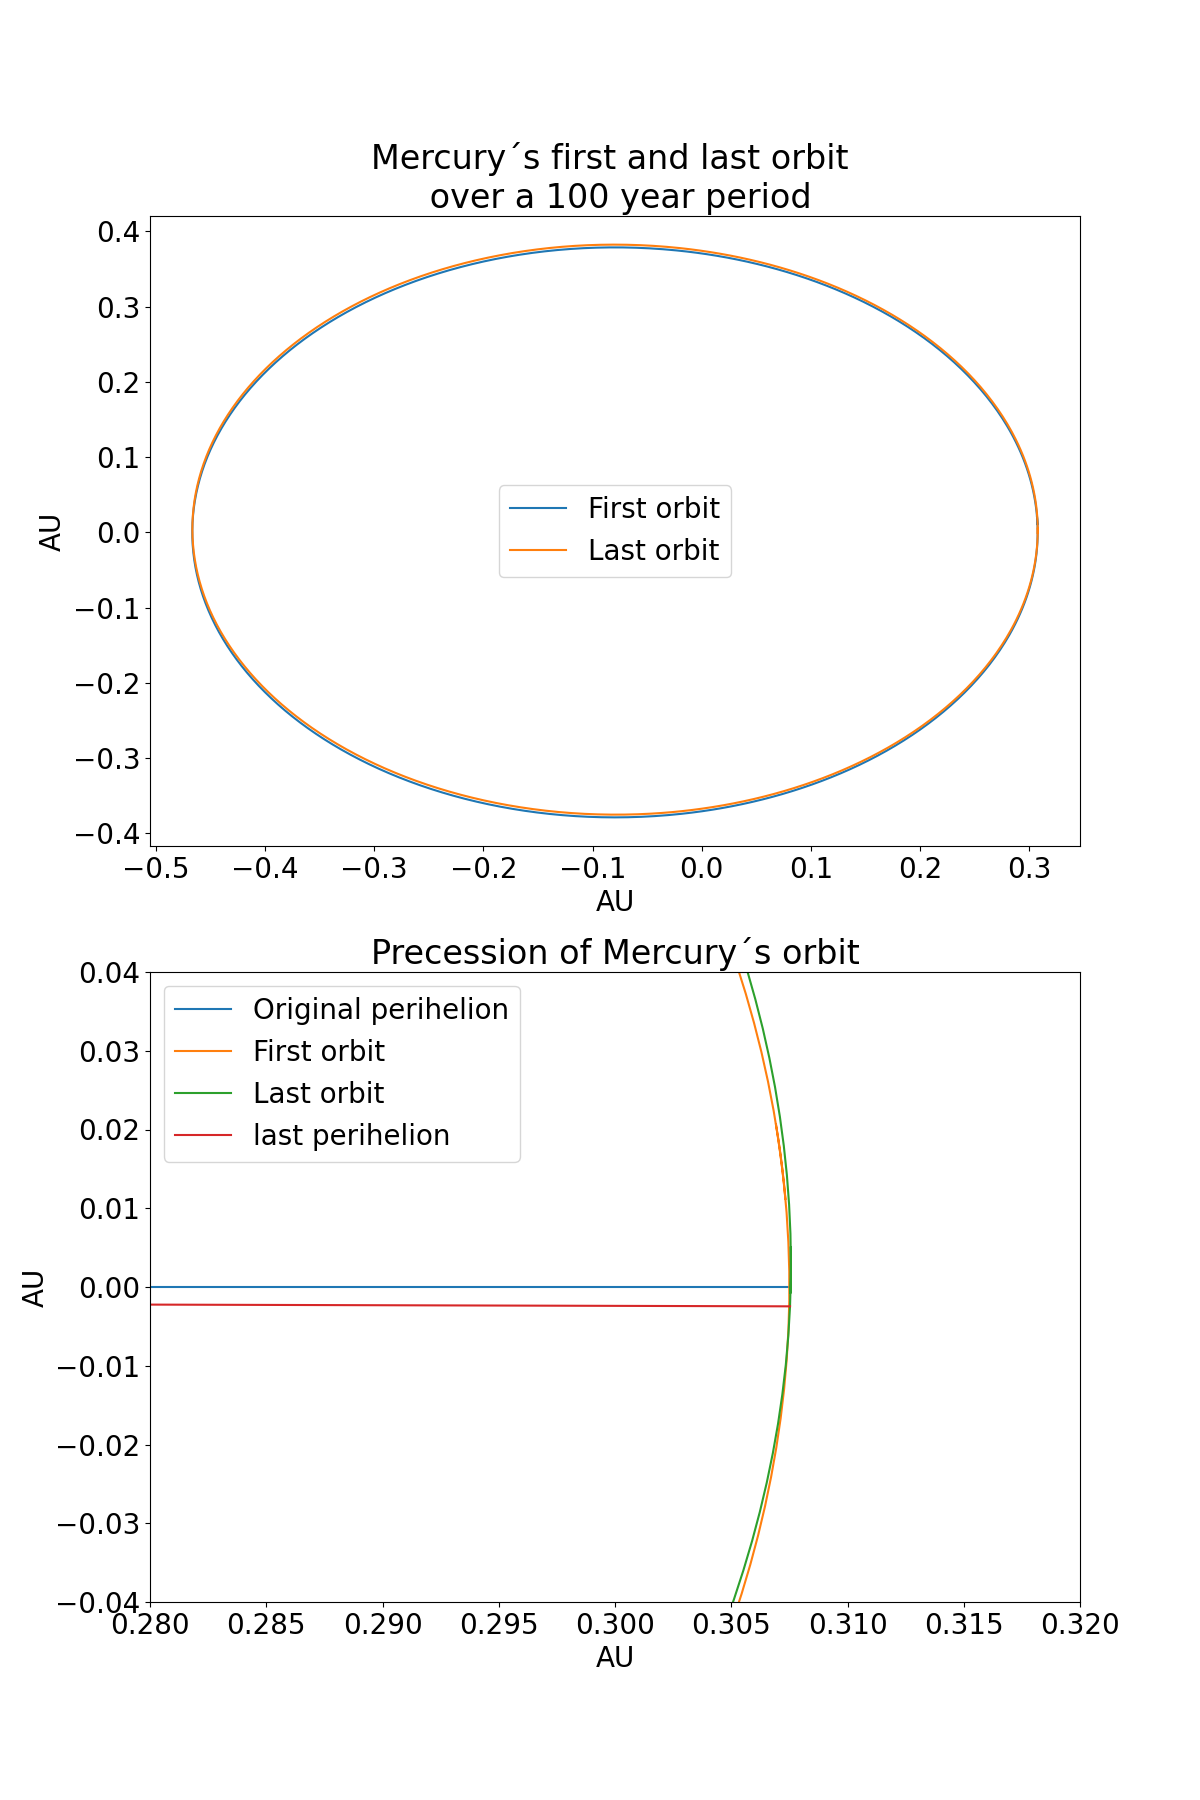 Mercury´s first and last orbit
over a 100 year period
0.4
0.3
0.2
0.1
0.0
−0.1
−0.2
−0.3
−0.4
AU
First orbit
Last orbit
−0.5 −0.4 −0.3 −0.2 −0.1 0.0 0.1 0.2 0.3
AU
Precession of Mercury´s orbit
0.04
0.03
0.02
0.01
0.00
−0.01
−0.02
−0.03
−0.04
AU
Original perihelion
First orbit
Last orbit
last perihelion
0.280 0.285 0.290 0.295 0.300 0.305 0.310 0.315 0.320
AU